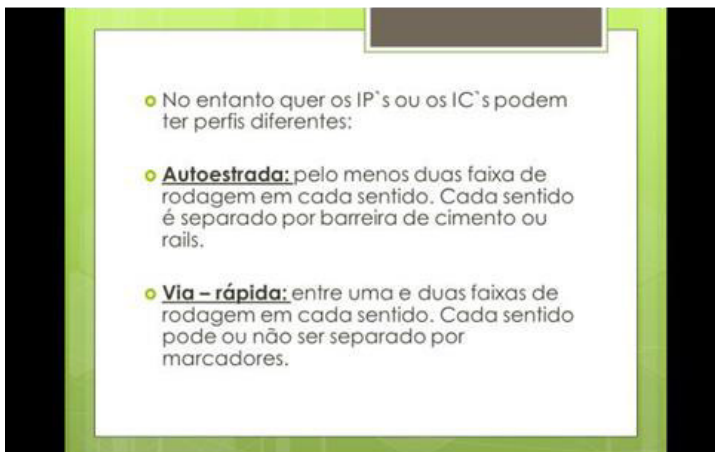 No entanto quer os IP`s ou os IC`s podem
ter perfis diferentes:
Autoestrada: pelo menos duas faixa de
rodagem em cada sentido. Cada sentido
é separado por barreira de cimento ou
rails.
Via – rápida: entre uma e duas faixas de
rodagem em cada sentido. Cada sentido
pode ou não ser separado por
marcadores.